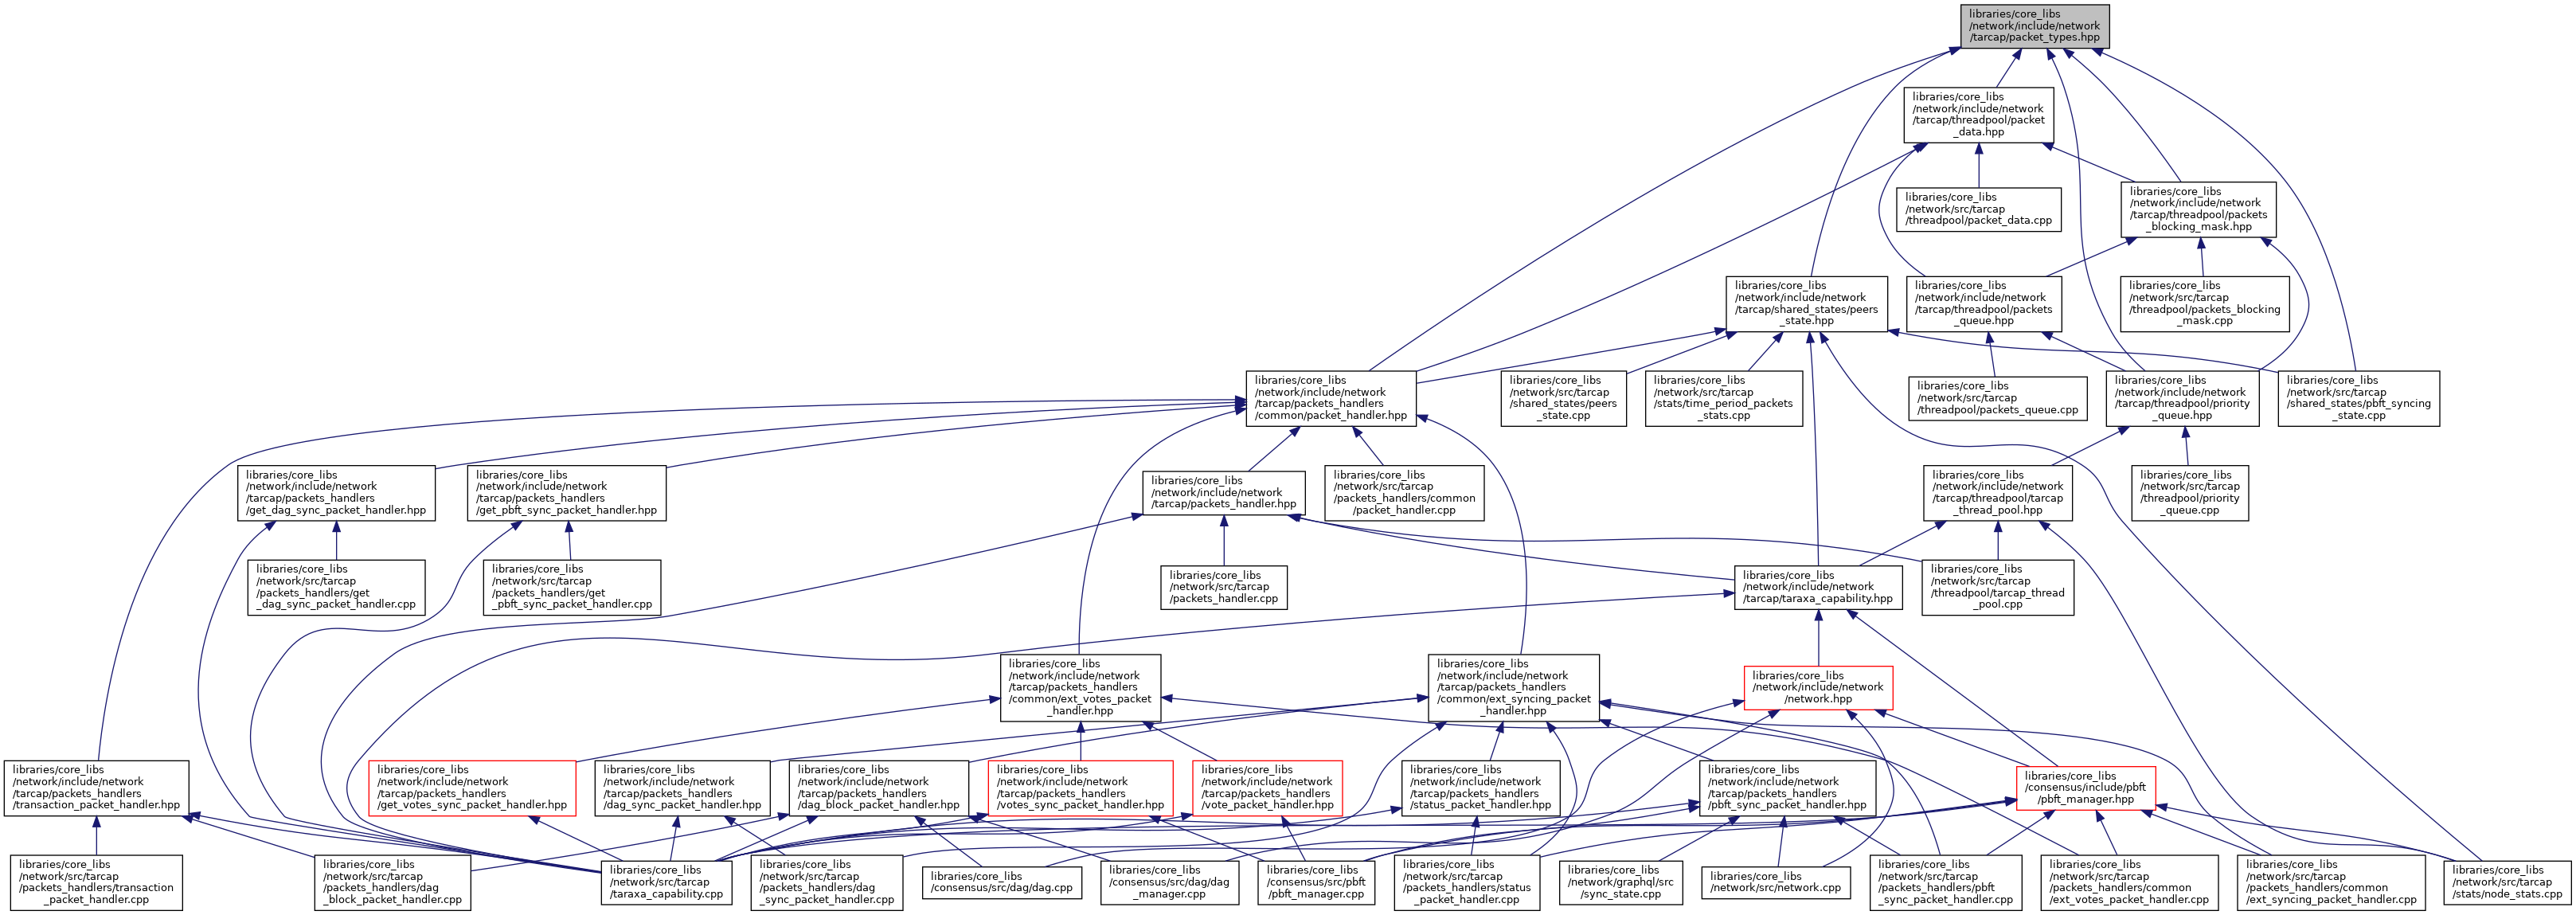 libraries/core_libs
/network/include/network
/tarcap/packet_types.hpp
libraries/core_libs
/network/include/network
/tarcap/threadpool/packet
_data.hpp
libraries/core_libs
/network/src/tarcap
/threadpool/packet_data.cpp
libraries/core_libs
/network/include/network
/tarcap/threadpool/packets
_blocking_mask.hpp
libraries/core_libs
/network/include/network
/tarcap/shared_states/peers
_state.hpp
libraries/core_libs
/network/include/network
/tarcap/threadpool/packets
_queue.hpp
libraries/core_libs
/network/src/tarcap
/threadpool/packets_blocking
_mask.cpp
libraries/core_libs
/network/include/network
/tarcap/packets_handlers
/common/packet_handler.hpp
libraries/core_libs
/network/src/tarcap
/shared_states/peers
_state.cpp
libraries/core_libs
/network/src/tarcap
/stats/time_period_packets
_stats.cpp
libraries/core_libs
/network/src/tarcap
/threadpool/packets_queue.cpp
libraries/core_libs
/network/include/network
/tarcap/threadpool/priority
_queue.hpp
libraries/core_libs
/network/src/tarcap
/shared_states/pbft_syncing
_state.cpp
libraries/core_libs
/network/include/network
/tarcap/packets_handlers
/get_dag_sync_packet_handler.hpp
libraries/core_libs
/network/include/network
/tarcap/packets_handlers
/get_pbft_sync_packet_handler.hpp
libraries/core_libs
/network/include/network
/tarcap/packets_handler.hpp
libraries/core_libs
/network/src/tarcap
/packets_handlers/common
/packet_handler.cpp
libraries/core_libs
/network/include/network
/tarcap/threadpool/tarcap
_thread_pool.hpp
libraries/core_libs
/network/src/tarcap
/threadpool/priority
_queue.cpp
libraries/core_libs
/network/src/tarcap
/packets_handlers/get
_dag_sync_packet_handler.cpp
libraries/core_libs
/network/src/tarcap
/packets_handlers/get
_pbft_sync_packet_handler.cpp
libraries/core_libs
/network/src/tarcap
/packets_handler.cpp
libraries/core_libs
/network/include/network
/tarcap/taraxa_capability.hpp
libraries/core_libs
/network/src/tarcap
/threadpool/tarcap_thread
_pool.cpp
libraries/core_libs
/network/include/network
/tarcap/packets_handlers
/common/ext_votes_packet
_handler.hpp
libraries/core_libs
/network/include/network
/tarcap/packets_handlers
/common/ext_syncing_packet
_handler.hpp
libraries/core_libs
/network/include/network
/network.hpp
libraries/core_libs
/network/include/network
/tarcap/packets_handlers
/transaction_packet_handler.hpp
libraries/core_libs
/network/include/network
/tarcap/packets_handlers
/get_votes_sync_packet_handler.hpp
libraries/core_libs
/network/include/network
/tarcap/packets_handlers
/dag_sync_packet_handler.hpp
libraries/core_libs
/network/include/network
/tarcap/packets_handlers
/dag_block_packet_handler.hpp
libraries/core_libs
/network/include/network
/tarcap/packets_handlers
/votes_sync_packet_handler.hpp
libraries/core_libs
/network/include/network
/tarcap/packets_handlers
/vote_packet_handler.hpp
libraries/core_libs
/network/include/network
/tarcap/packets_handlers
/status_packet_handler.hpp
libraries/core_libs
/network/include/network
/tarcap/packets_handlers
/pbft_sync_packet_handler.hpp
libraries/core_libs
/consensus/include/pbft
/pbft_manager.hpp
libraries/core_libs
/network/src/tarcap
/packets_handlers/transaction
_packet_handler.cpp
libraries/core_libs
/network/src/tarcap
/packets_handlers/dag
_block_packet_handler.cpp
libraries/core_libs
/network/src/tarcap
/taraxa_capability.cpp
libraries/core_libs
/network/src/tarcap
/packets_handlers/dag
_sync_packet_handler.cpp
libraries/core_libs
/consensus/src/dag/dag.cpp
libraries/core_libs
/consensus/src/dag/dag
_manager.cpp
libraries/core_libs
/consensus/src/pbft
/pbft_manager.cpp
libraries/core_libs
/network/src/tarcap
/packets_handlers/status
_packet_handler.cpp
libraries/core_libs
/network/graphql/src
/sync_state.cpp
libraries/core_libs
/network/src/network.cpp
libraries/core_libs
/network/src/tarcap
/packets_handlers/pbft
_sync_packet_handler.cpp
libraries/core_libs
/network/src/tarcap
/packets_handlers/common
/ext_votes_packet_handler.cpp
libraries/core_libs
/network/src/tarcap
/packets_handlers/common
/ext_syncing_packet_handler.cpp
libraries/core_libs
/network/src/tarcap
/stats/node_stats.cpp